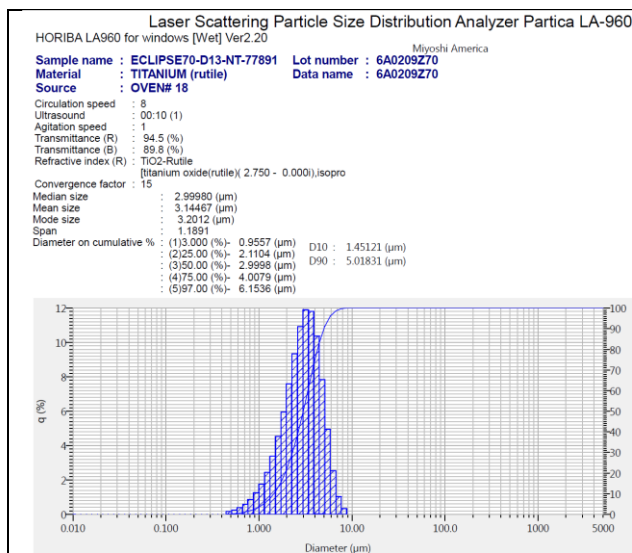 Laser Scattering Particle Size Distribution Analyzer Partica LA-960
HORIBA LA960 for windows [Wet] Ver2.20
Miyoshi America
Sample name : ECLIPSE70-D13-NT-77891 Lot number : 6A0209Z70
Material : TITANIUM (rutile) Data name : 6A0209Z70
Source : OVEN# 18
Circulation speed : 8
Ultrasound : 00:10 (1)
Agitation speed : 1
Transmittance (R) : 94.5 (%)
Transmittance (B) : 89.8 (%)
Refractive index (R) : TiO2-Rutile
[titanium oxide(rutile)( 2.750 - 0.000i),isopro
Convergence factor : 15
Median size : 2.99980 (µm)
Mean size : 3.14467 (µm)
Mode size : 3.2012 (µm)
Span : 1.1891
Diameter on cumulative % : (1)3.000 (%)- 0.9557 (µm) D10 : 1.45121 (µm)
: (2)25.00 (%)- 2.1104 (µm) D90 : 5.01831 (µm)
: (3)50.00 (%)- 2.9998 (µm)
: (4)75.00 (%)- 4.0079 (µm)
: (5)97.00 (%)- 6.1536 (µm)
12 100
90
10 80
8 70
60
6 50
4 40
30
2 20
10
0 0
q (%)
0.010 0.100 1.000 10.00 100.0 1000 5000
Diameter (µm)